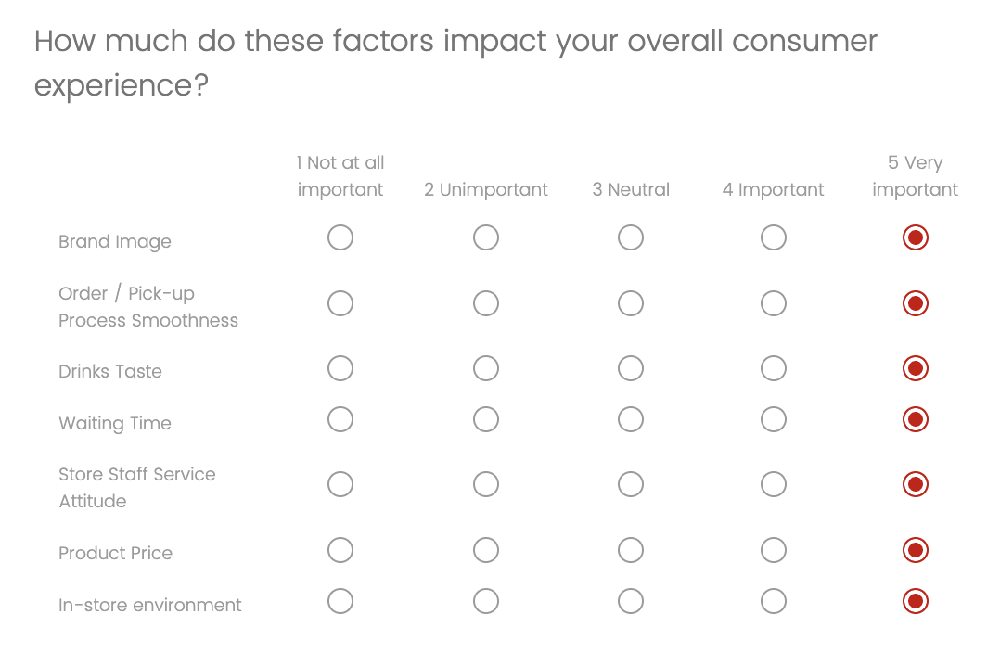 How much do these factors impact your overall consumer
experience?
1 Not at all
important
2 Unimportant
3 Neutral
4 Important
5 Very
important
Brand Image
Order / Pick-up
Process Smoothness
Drinks Taste
Waiting Time
Store Staff Service
Attitude
Product Price
In-store environment